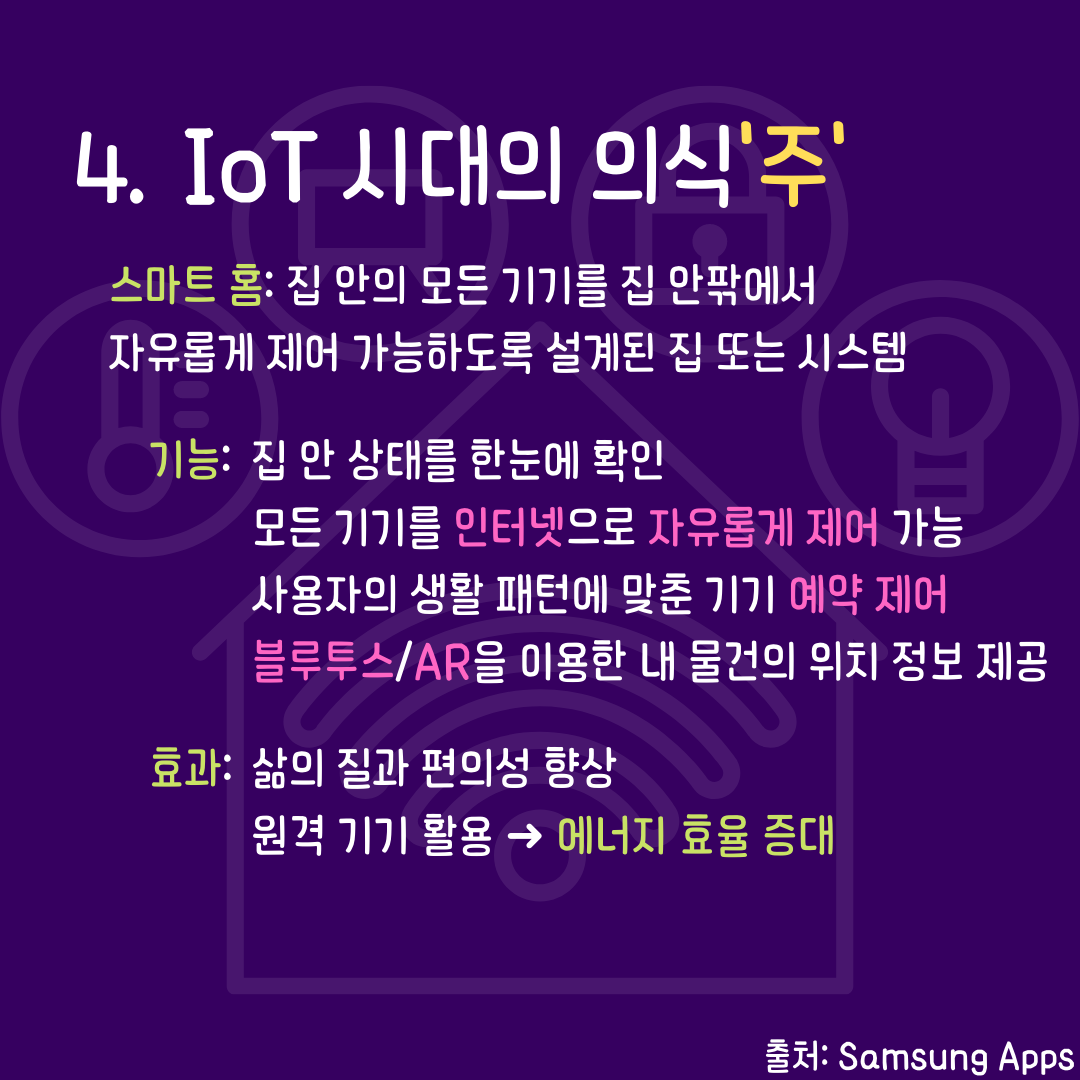 4. IoT 시대의 의식'주'
스마트 홈: 집 안의 모든 기기를 집 안팎에서
자유롭게 제어 가능하도록 설계된 집 또는 시스템
기능: 집 안 상태를 한눈에 확인
모든 기기를 인터넷으로 자유롭게 제어 가능
사용자의 생활 패턴에 맞춘 기기 예약 제어
블루투스/AR을 이용한 내 물건의 위치 정보 제공
효과: 삶의 질과 편의성 향상
원격 기기 활용 → 에너지 효율 증대
출처: Samsung Apps